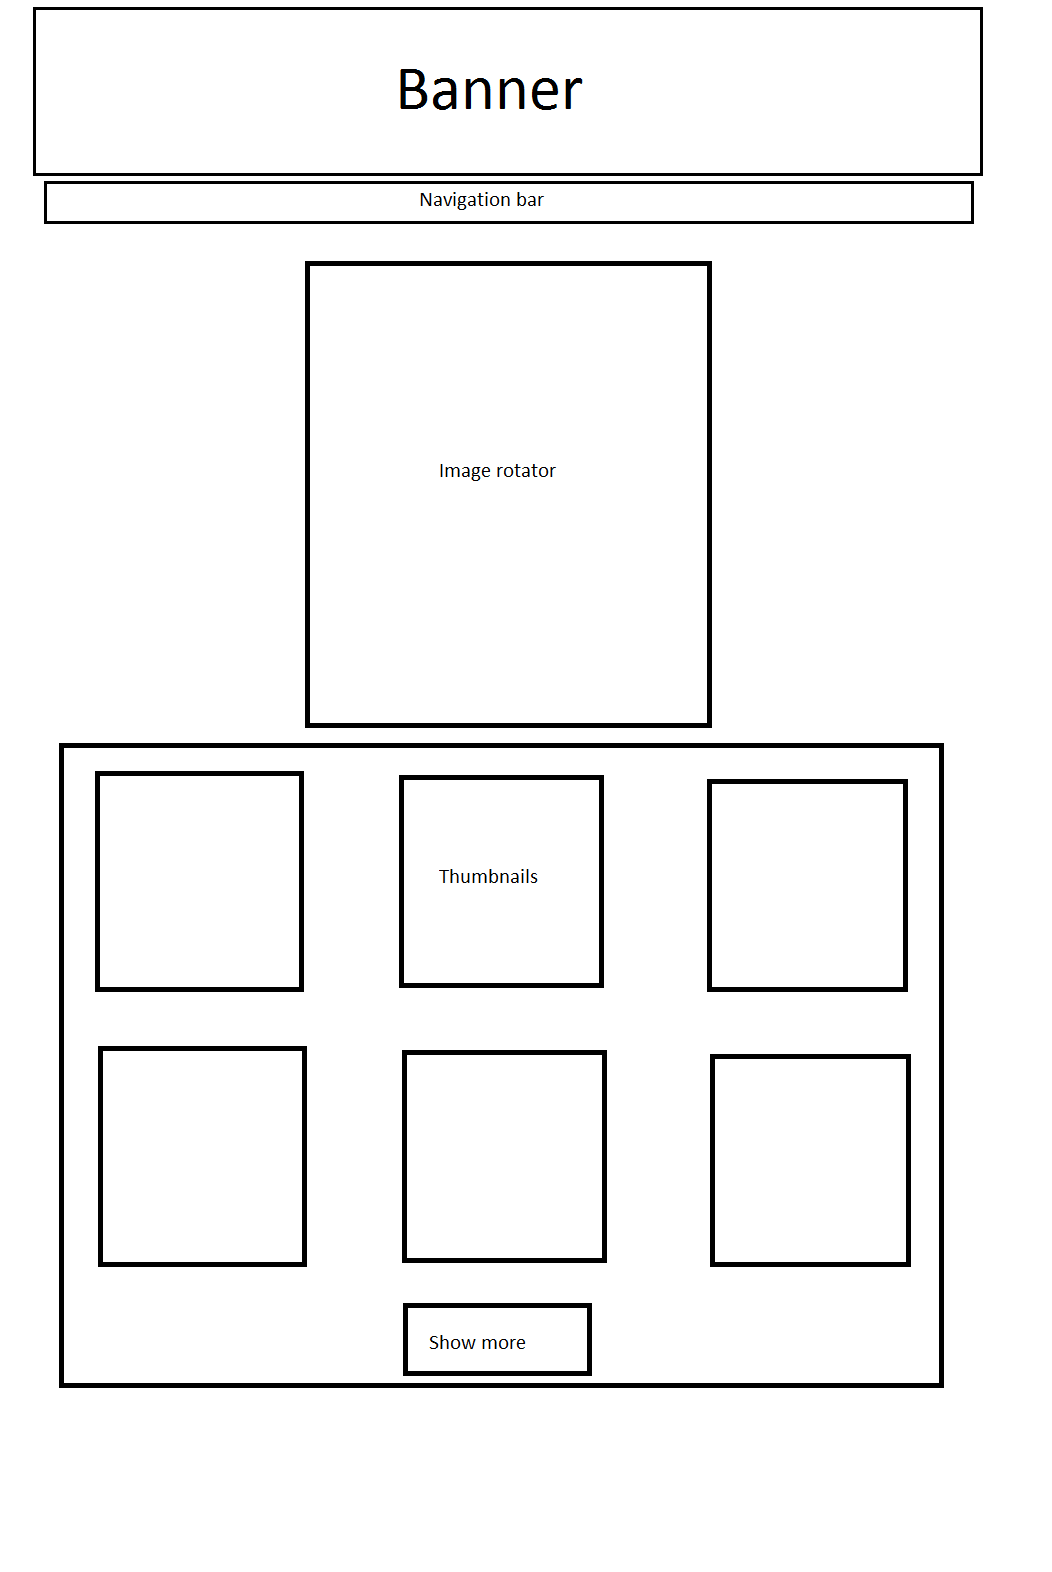 Banner
Navigation bar
Image rotator
Thumbnails
Show more